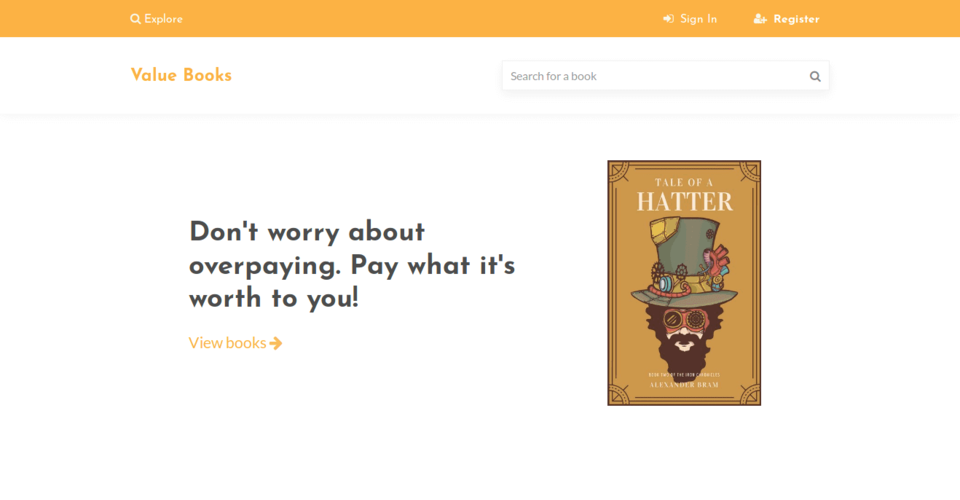 Explore
Sign In
Register
Value Books
Search for a book
TALE OF A
HATTER
Don't worry about
overpaying. Pay what it's
worth to you!
View books
BOOK TWO OF THE IRON CHRONICLES
ALEXANDER BRAM